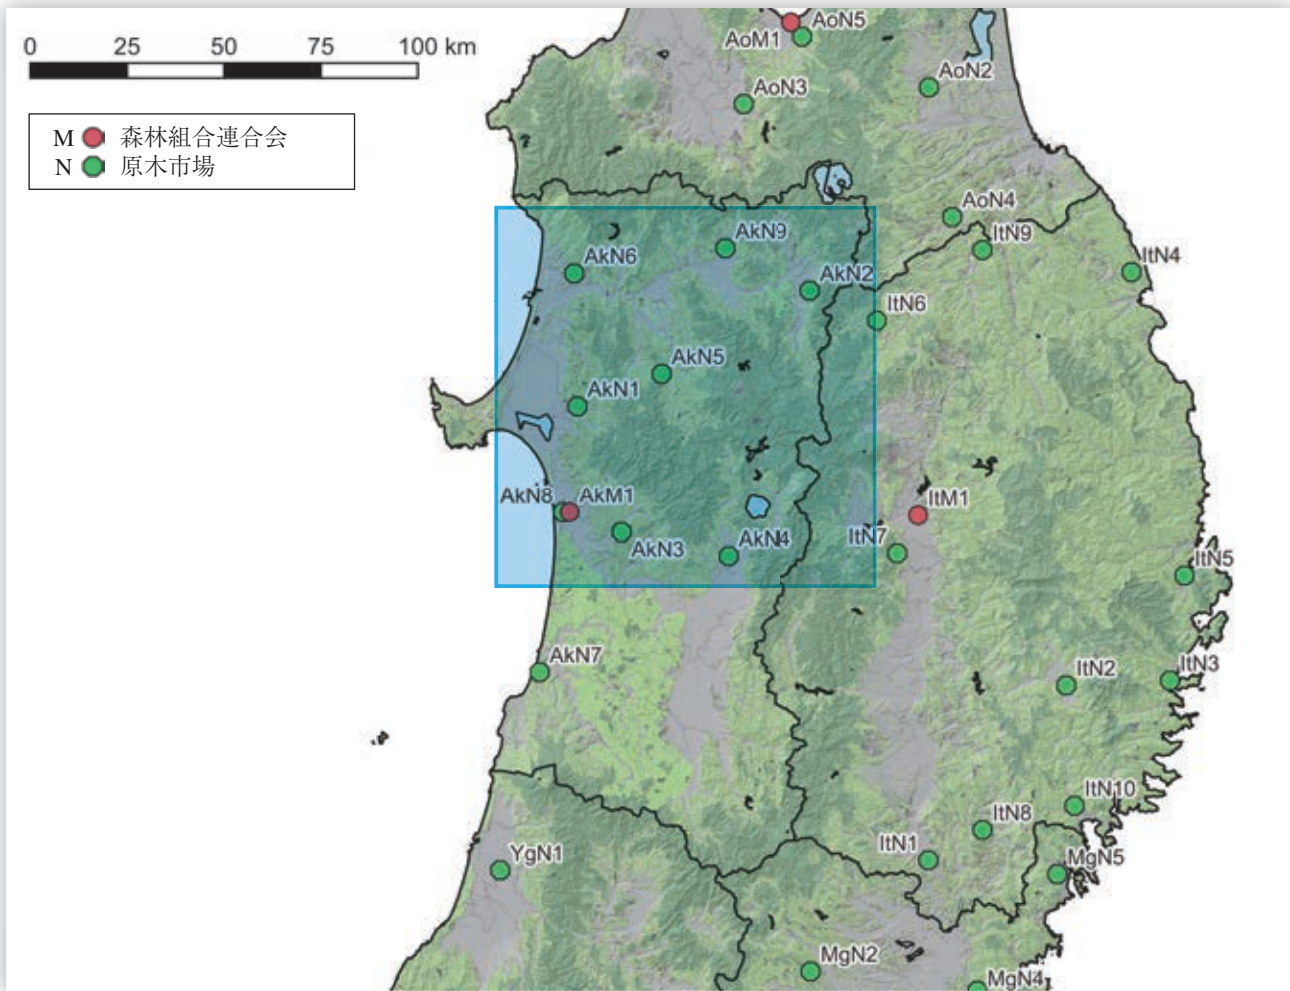 0 25 50 75 100 km
M 森林組合連合会
N 原木市場
AoN5
AoM1
AoN2
AoN3
AoN4
AkN9
ItN9
AkN6
ItN4
AkN2
ItN6
AkN5
AkN1
AkN8 AkM1
ItM1
AkN3
AkN4
ItN7
ItN5
AkN7
ItN2
ItN3
ItN10
ItN8
ItN1
YgN1
MgN5
MgN2
MgN4